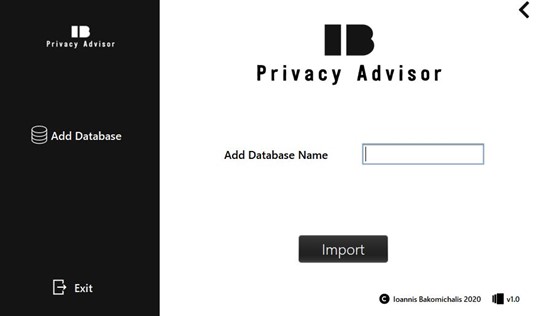 IB
Privacy Advisor
Add Database
Exit
IB
Privacy Advisor
Add Database Name
Import
C Ioannis Bakomichalis 2020
v1.0